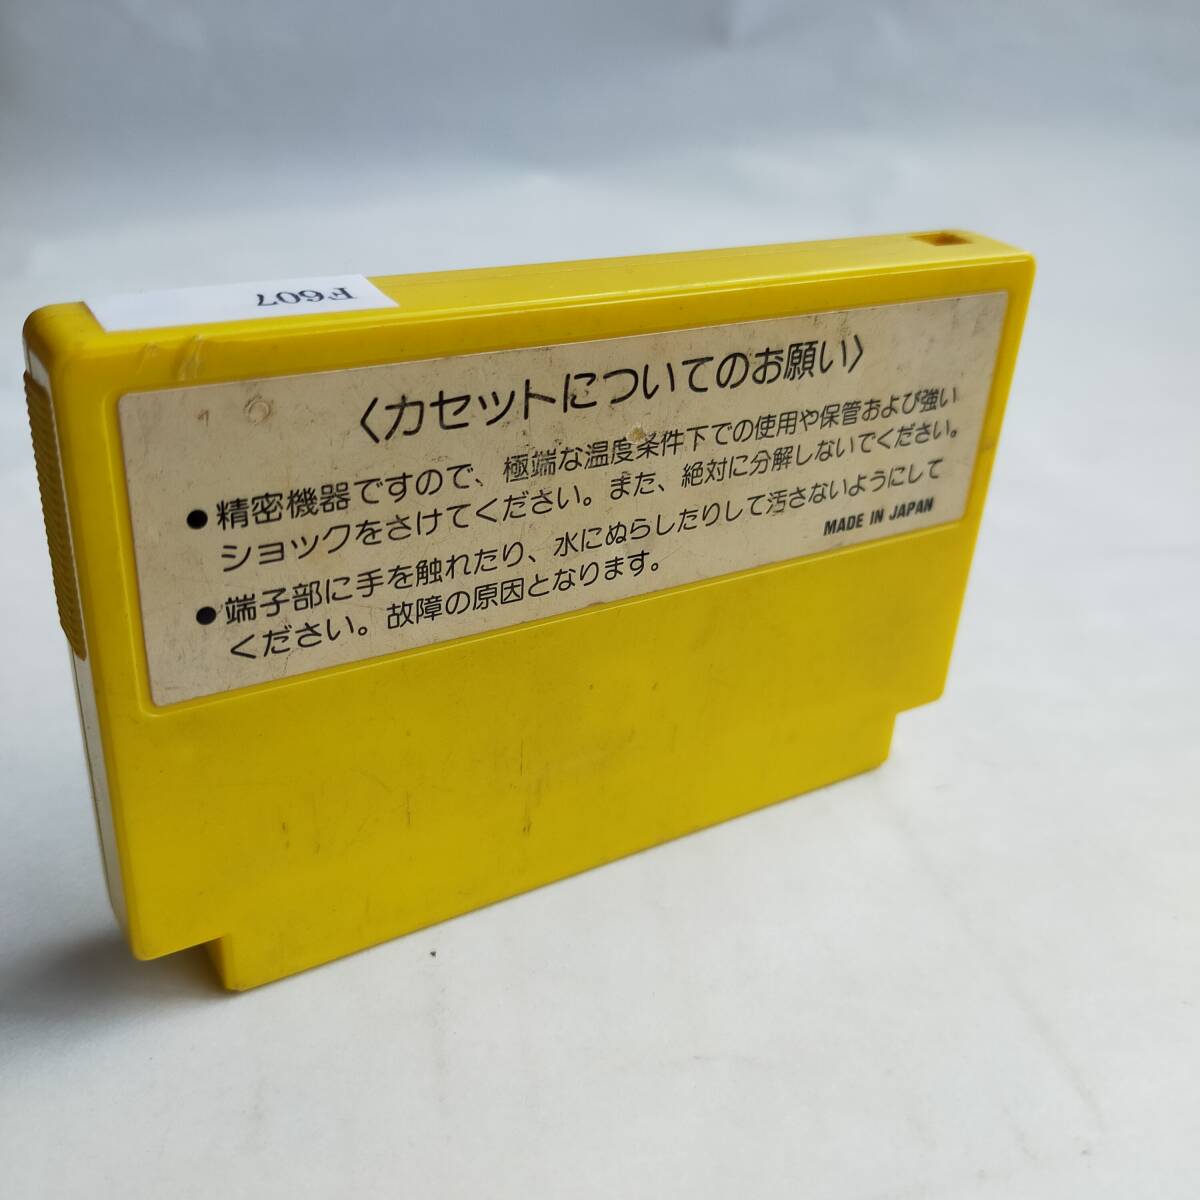 F607
〈カセットについてのお願い〉
●精密機器ですので、極端な温度条件下での使用や保管および強い
ショックをさけてください。また、絶対に分解しないでください。
●端子部に手を触れたり、水にぬらしたりして汚さないようにして
ください。故障の原因となります。
MADE IN JAPAN